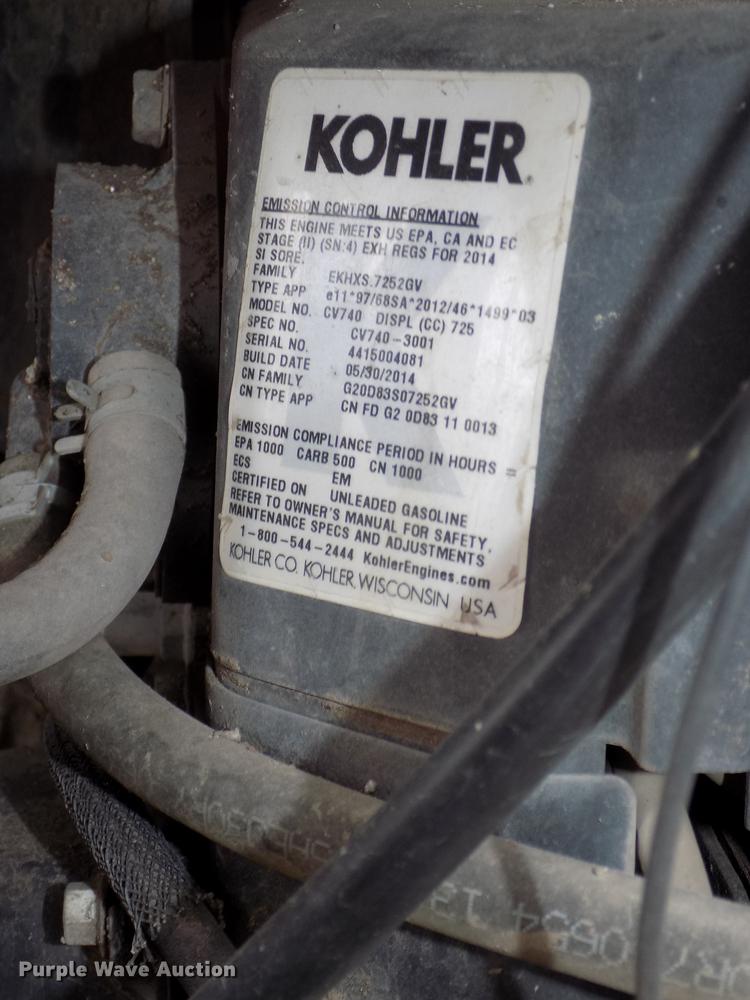 KOHLER.
EMISSION CONTROL INFORMATION
THIS ENGINE MEETS US EPA, CA AND EC
STAGE (II) (SN:4) EXH REGS FOR 2014
SI SORE.
FAMILY EKHXS.7252GV
TYPE APP e11*97/68SA*2012/46*1499*03
MODEL NO. CV740 DISPL (CC) 725
SPEC NO. CV740-3001
SERIAL NO. 4415004081
BUILD DATE 05/30/2014
CN FAMILY G20D83S07252GV
CN TYPE APP CN FD G2 0D83 11 0013
EMISSION COMPLIANCE PERIOD IN HOURS =
EPA 1000 CARB 500 CN 1000
ECS EM
CERTIFIED ON UNLEADED GASOLINE
REFER TO OWNER'S MANUAL FOR SAFETY,
MAINTENANCE SPECS AND ADJUSTMENTS
1-800-544-2444 KohlerEngines.com
KOHLER CO. KOHLER, WISCONSIN USA
Purple Wave Auction